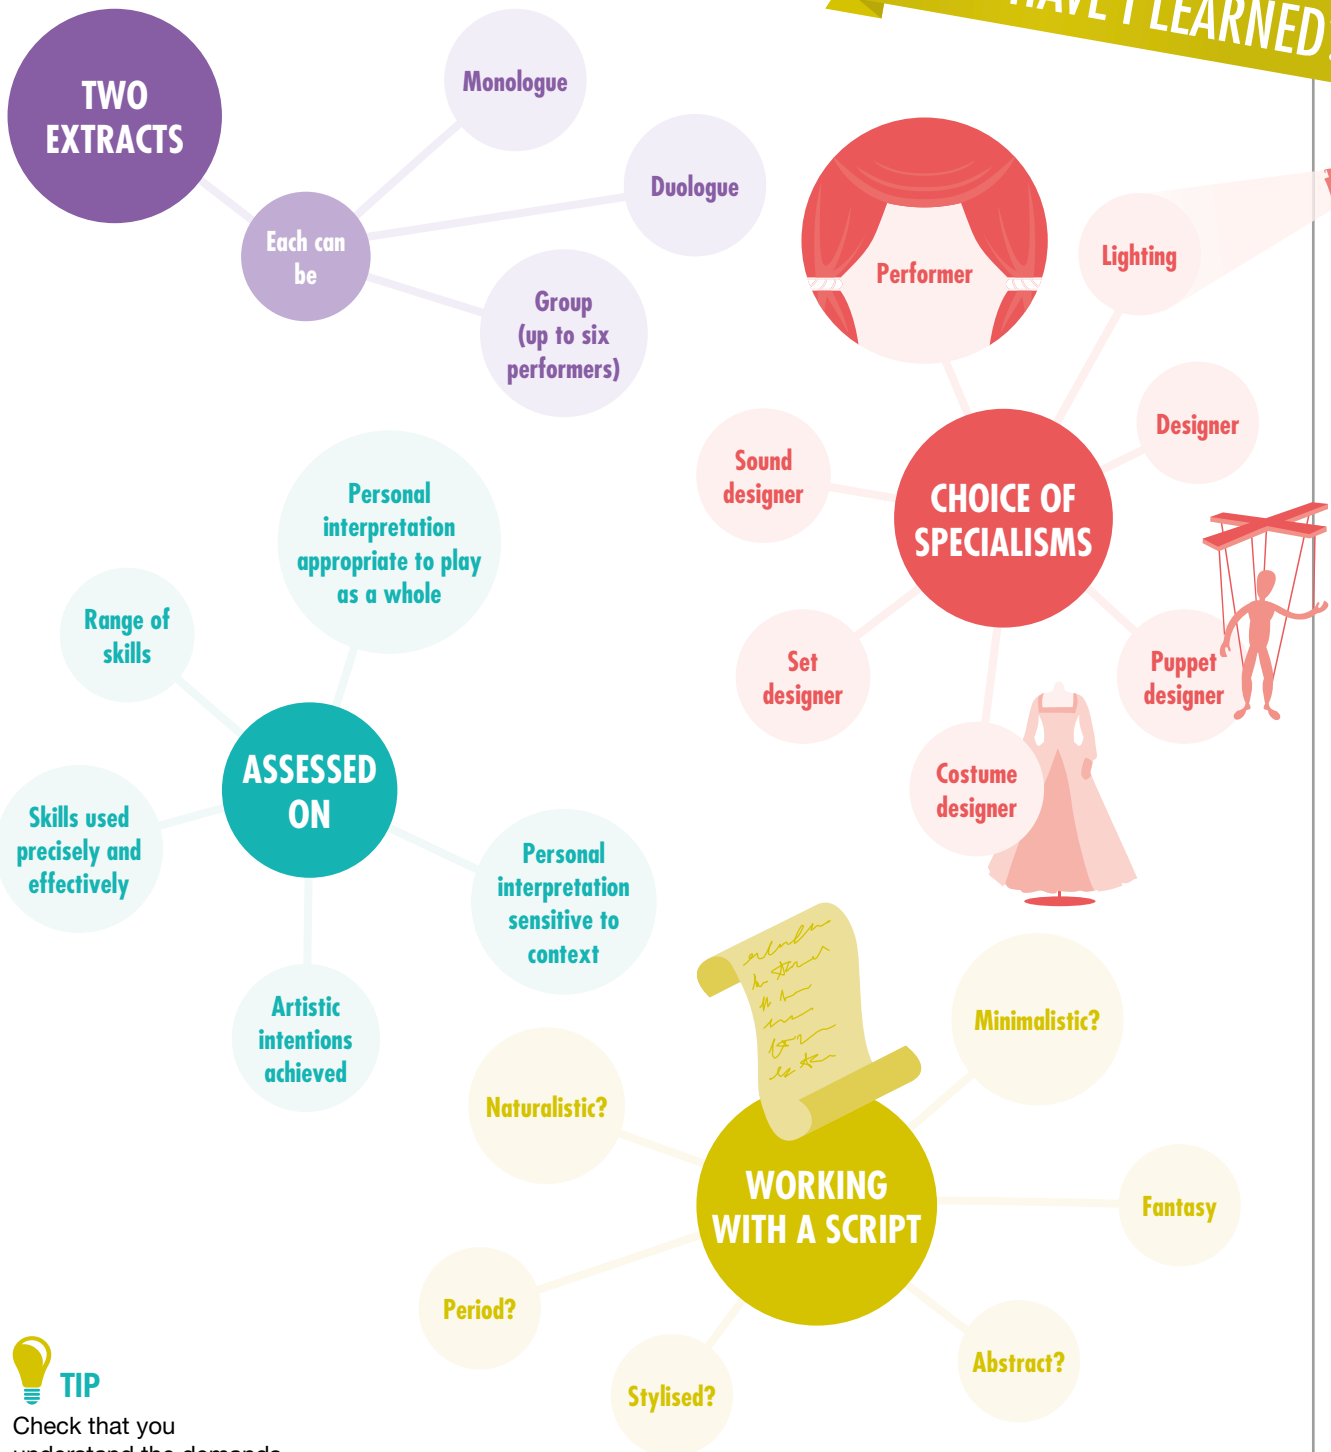 HAVE I LEARNED?
TWO
EXTRACTS
Each can
be
Monologue
Duologue
Group
(up to six
performers)
Performer
Lighting
Designer
Sound
designer
CHOICE OF
SPECIALISMS
Set
designer
Costume
designer
Puppet
designer
Personal
interpretation
appropriate to play
as a whole
Range of
skills
ASSESSED
ON
Skills used
precisely and
effectively
Personal
interpretation
sensitive to
context
Artistic
intentions
achieved
Minimalistic?
Naturalistic?
WORKING
WITH A SCRIPT
Fantasy
Period?
Abstract?
Stylised?
TIP
Check that you
understand the demands